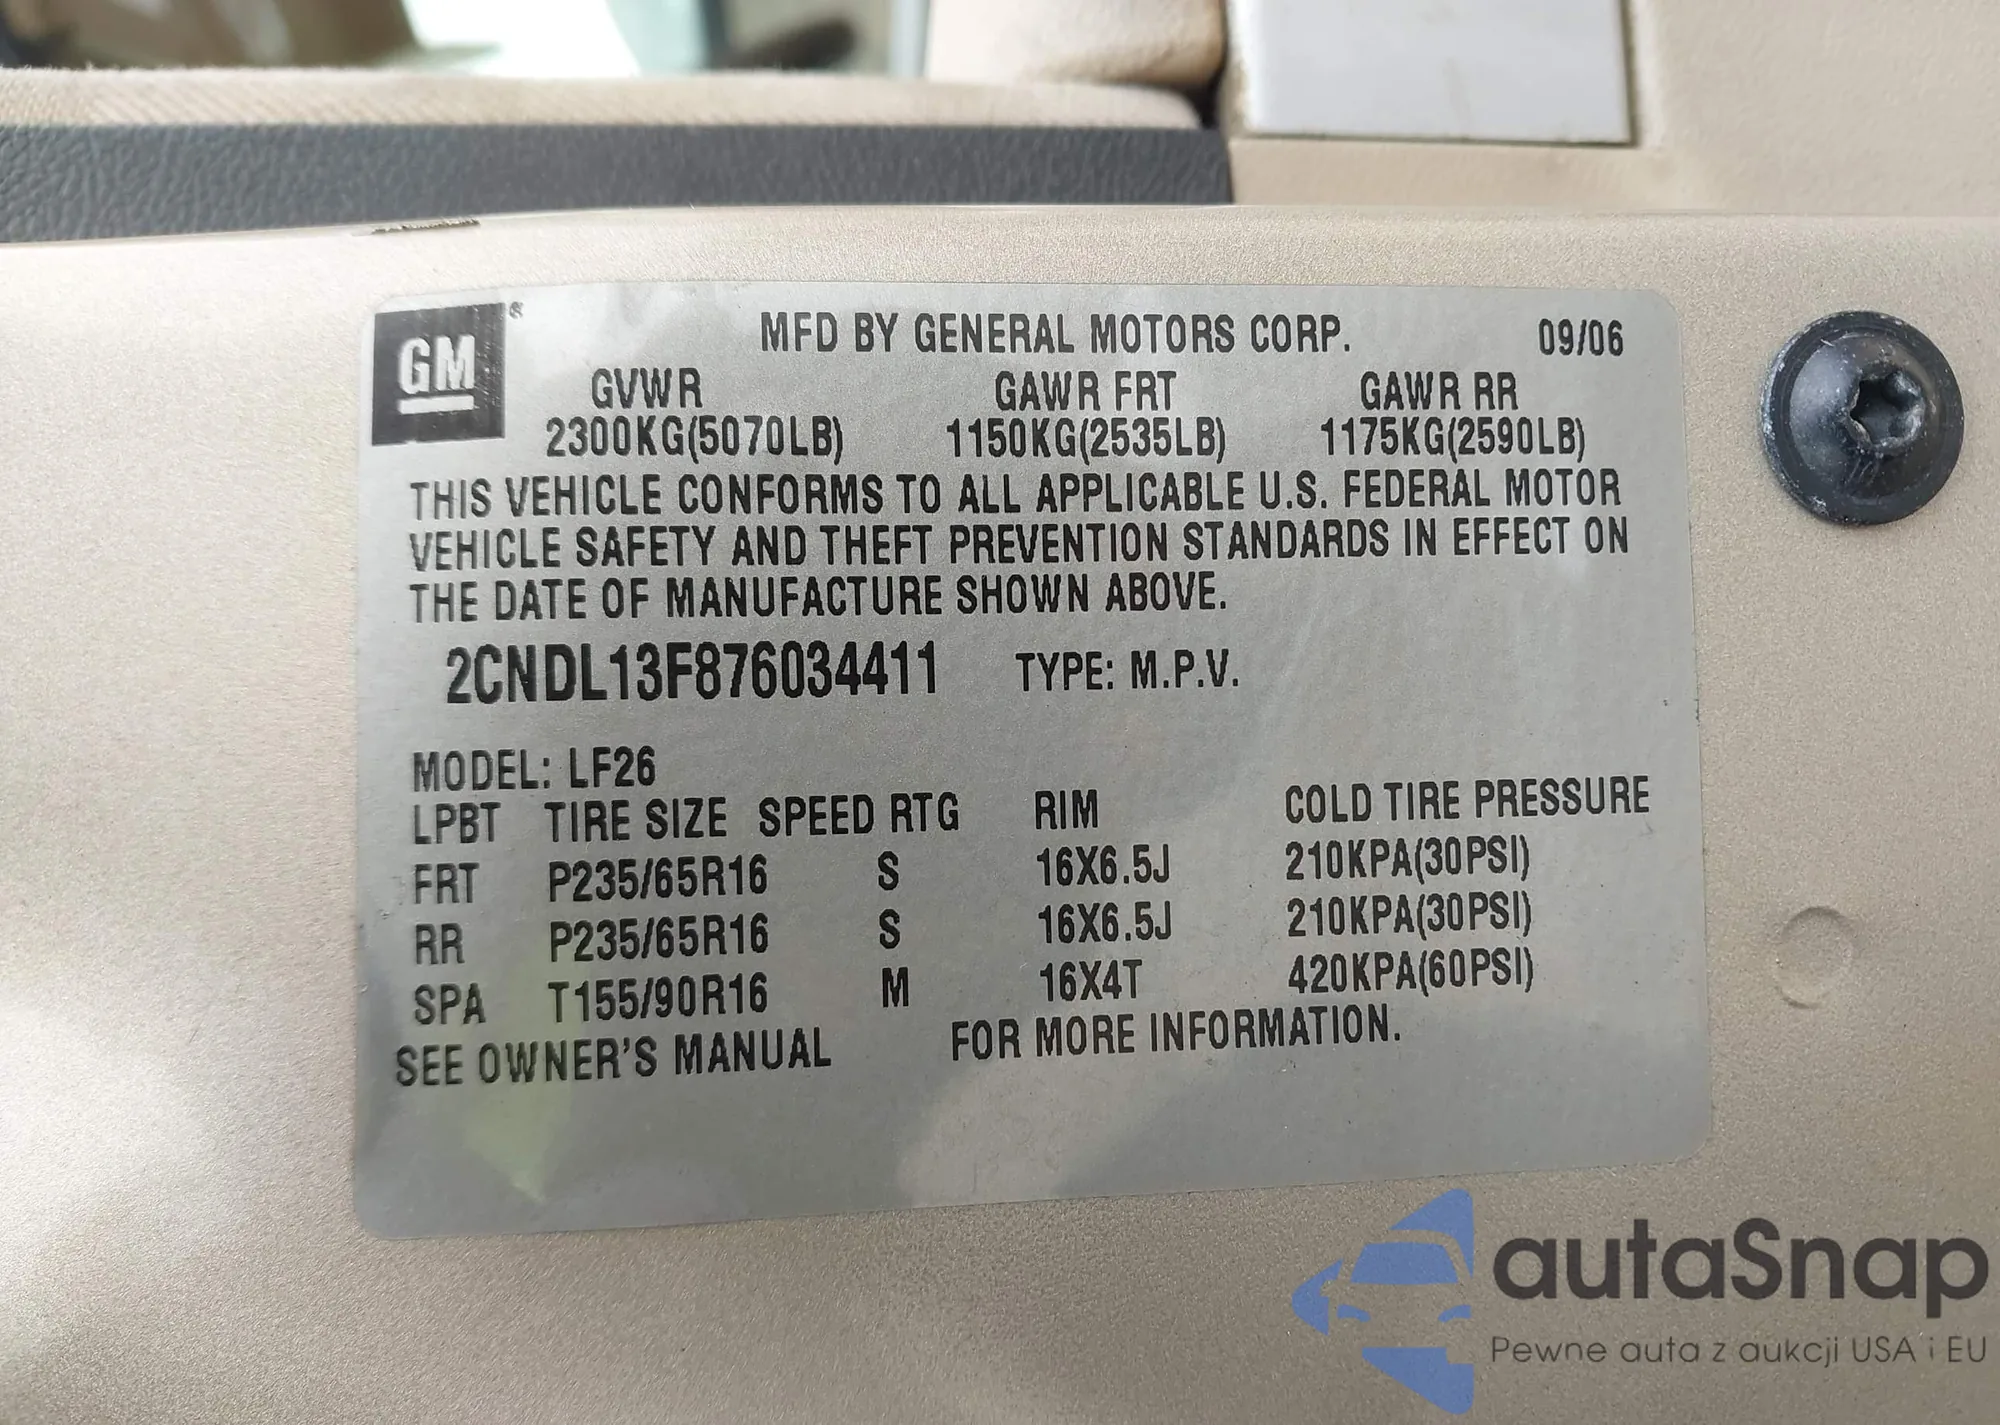 GM®
MFD BY GENERAL MOTORS CORP. 09/06
GVWR GAWR FRT GAWR RR
2300KG(5070LB) 1150KG(2535LB) 1175KG(2590LB)
THIS VEHICLE CONFORMS TO ALL APPLICABLE U.S. FEDERAL MOTOR
VEHICLE SAFETY AND THEFT PREVENTION STANDARDS IN EFFECT ON
THE DATE OF MANUFACTURE SHOWN ABOVE.
2CNDL13F876034411 TYPE: M.P.V.
MODEL: LF26
LPBT TIRE SIZE SPEED RTG RIM COLD TIRE PRESSURE
FRT P235/65R16 S 16X6.5J 210KPA(30PSI)
RR P235/65R16 S 16X6.5J 210KPA(30PSI)
SPA T155/90R16 M 16X4T 420KPA(60PSI)
SEE OWNER'S MANUAL FOR MORE INFORMATION.
autaSnap
Pewne auta z aukcji USA i EU